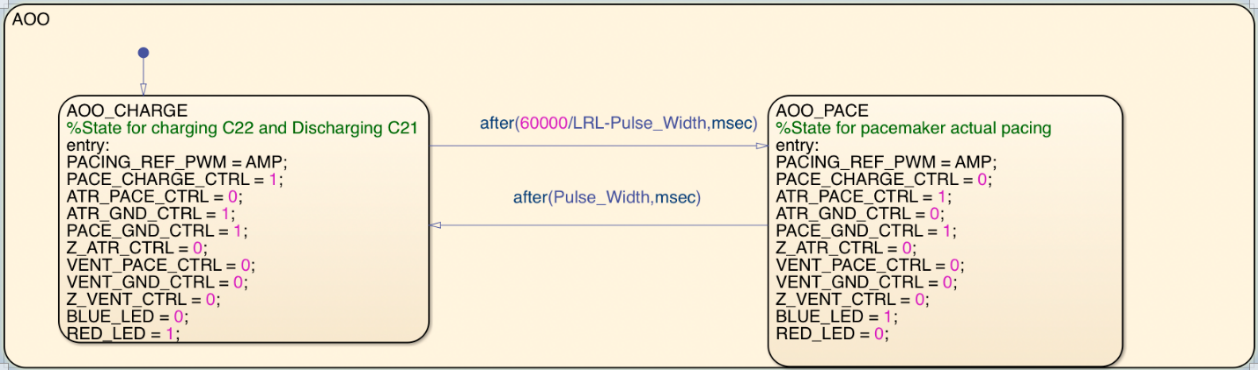 AOO
AOO_CHARGE
%State for charging C22 and Discharging C21
entry:
PACING_REF_PWM = AMP;
PACE_CHARGE_CTRL = 1;
ATR_PACE_CTRL = 0;
ATR_GND_CTRL = 1;
PACE_GND_CTRL = 1;
Z_ATR_CTRL = 0;
VENT_PACE_CTRL = 0;
VENT_GND_CTRL = 0;
Z_VENT_CTRL = 0;
BLUE_LED = 0;
RED_LED = 1;
after(60000/LRL-Pulse_Width,msec)
after(Pulse_Width,msec)
AOO_PACE
%State for pacemaker actual pacing
entry:
PACING_REF_PWM = AMP;
PACE_CHARGE_CTRL = 0;
ATR_PACE_CTRL = 1;
ATR_GND_CTRL = 0;
PACE_GND_CTRL = 1;
Z_ATR_CTRL = 0;
VENT_PACE_CTRL = 0;
VENT_GND_CTRL = 0;
Z_VENT_CTRL = 0;
BLUE_LED = 1;
RED_LED = 0;